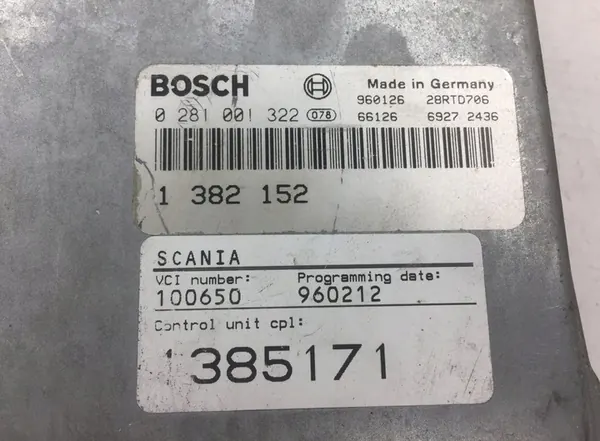 BOSCH
Made in Germany
960126 28RTD706
0 281 001 322 078
66126 6927 2436
1 382 152
SCANIA
VCI number: Programming date:
100650 960212
Control unit cpl:
1385171